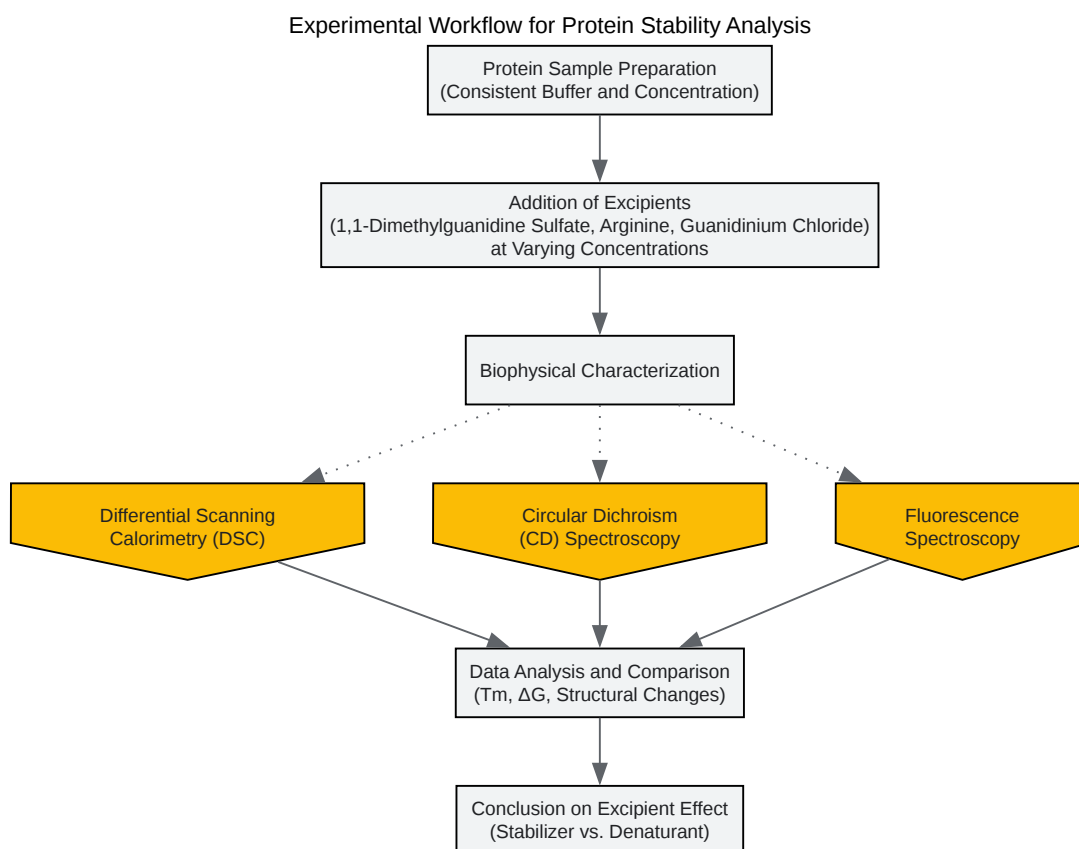 Experimental Workflow for Protein Stability Analysis
Protein Sample Preparation
(Consistent Buffer and Concentration)
Addition of Excipients
(1,1-Dimethylguanidine Sulfate, Arginine, Guanidinium Chloride)
at Varying Concentrations
Biophysical Characterization
Differential Scanning
Calorimetry (DSC)
Circular Dichroism
(CD) Spectroscopy
Fluorescence
Spectroscopy
Data Analysis and Comparison
(Tm, ΔG, Structural Changes)
Conclusion on Excipient Effect
(Stabilizer vs. Denaturant)